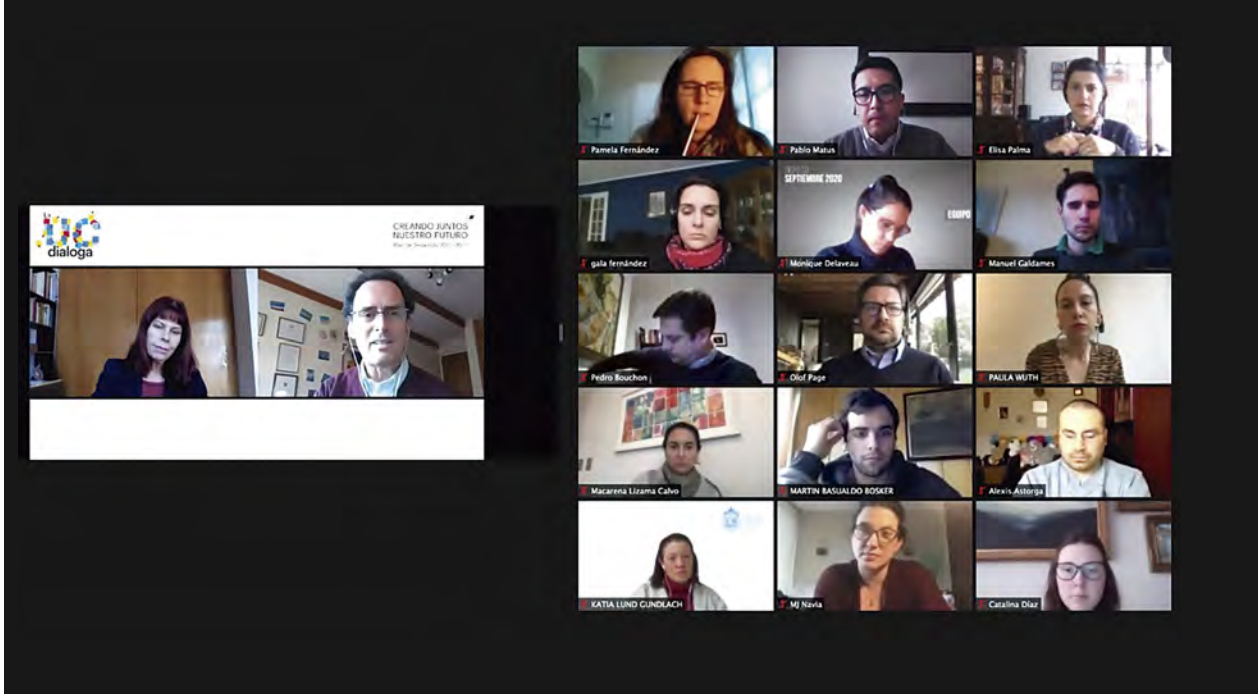 UC
dialoga
CREANDO JUNTOS
NUESTRO FUTURO
Pamela Fernández
Pablo Matus
Elisa Palma
gala fernández
SEPTIEMBRE 2020
EQUIPO
Monique Delaveau
Manuel Galdames
Pedro Bouchon
Olof Page
PAULA WUTH
Macarena Lizama Calvo
MARTIN BASUALDO BOSKER
Alexis Astorga
KATIA LUND GUNDLACH
MJ Navia
Catalina Díaz